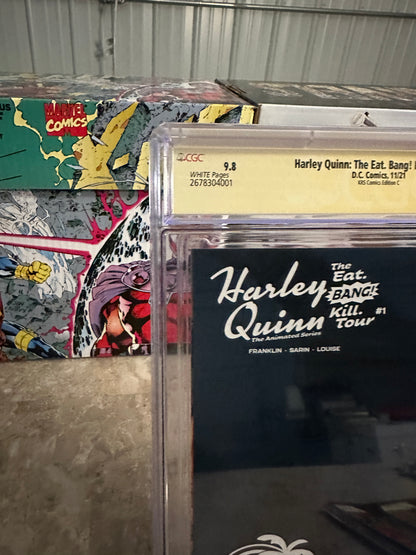 MARVEL
COMICS
CGC
9.8
WHITE Pages
2678304001
Harley Quinn: The Eat. Bang!
D.C. Comics, 11/21
KRS Comics Edition C
Harley
Quinn
The Animated Series
The
Eat.
BANG!
Kill.
Tour #1
FRANKLIN - SARIN - LOUISE